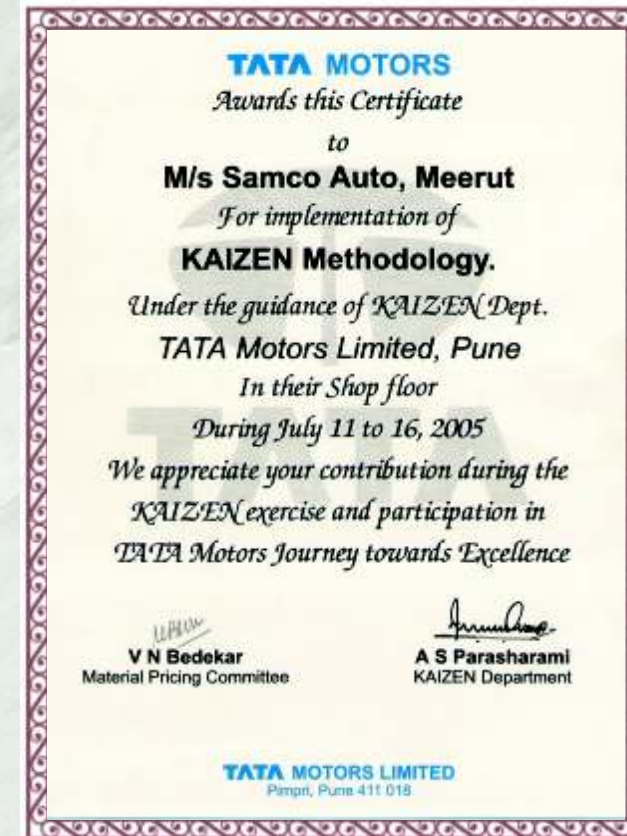 TATA MOTORS
Awards this Certificate
to
M/s Samco Auto, Meerut
For implementation of
KAIZEN Methodology.
Under the guidance of KAIZEN Dept.
TATA Motors Limited, Pune
In their Shop floor
During July 11 to 16, 2005
We appreciate your contribution during the
KAIZEN exercise and participation in
TATA Motors Journey towards Excellence
V N Bedekar
Material Pricing Committee
A S Parasharami
KAIZEN Department
TATA MOTORS LIMITED
Pimpri, Pune 411 018
TATA